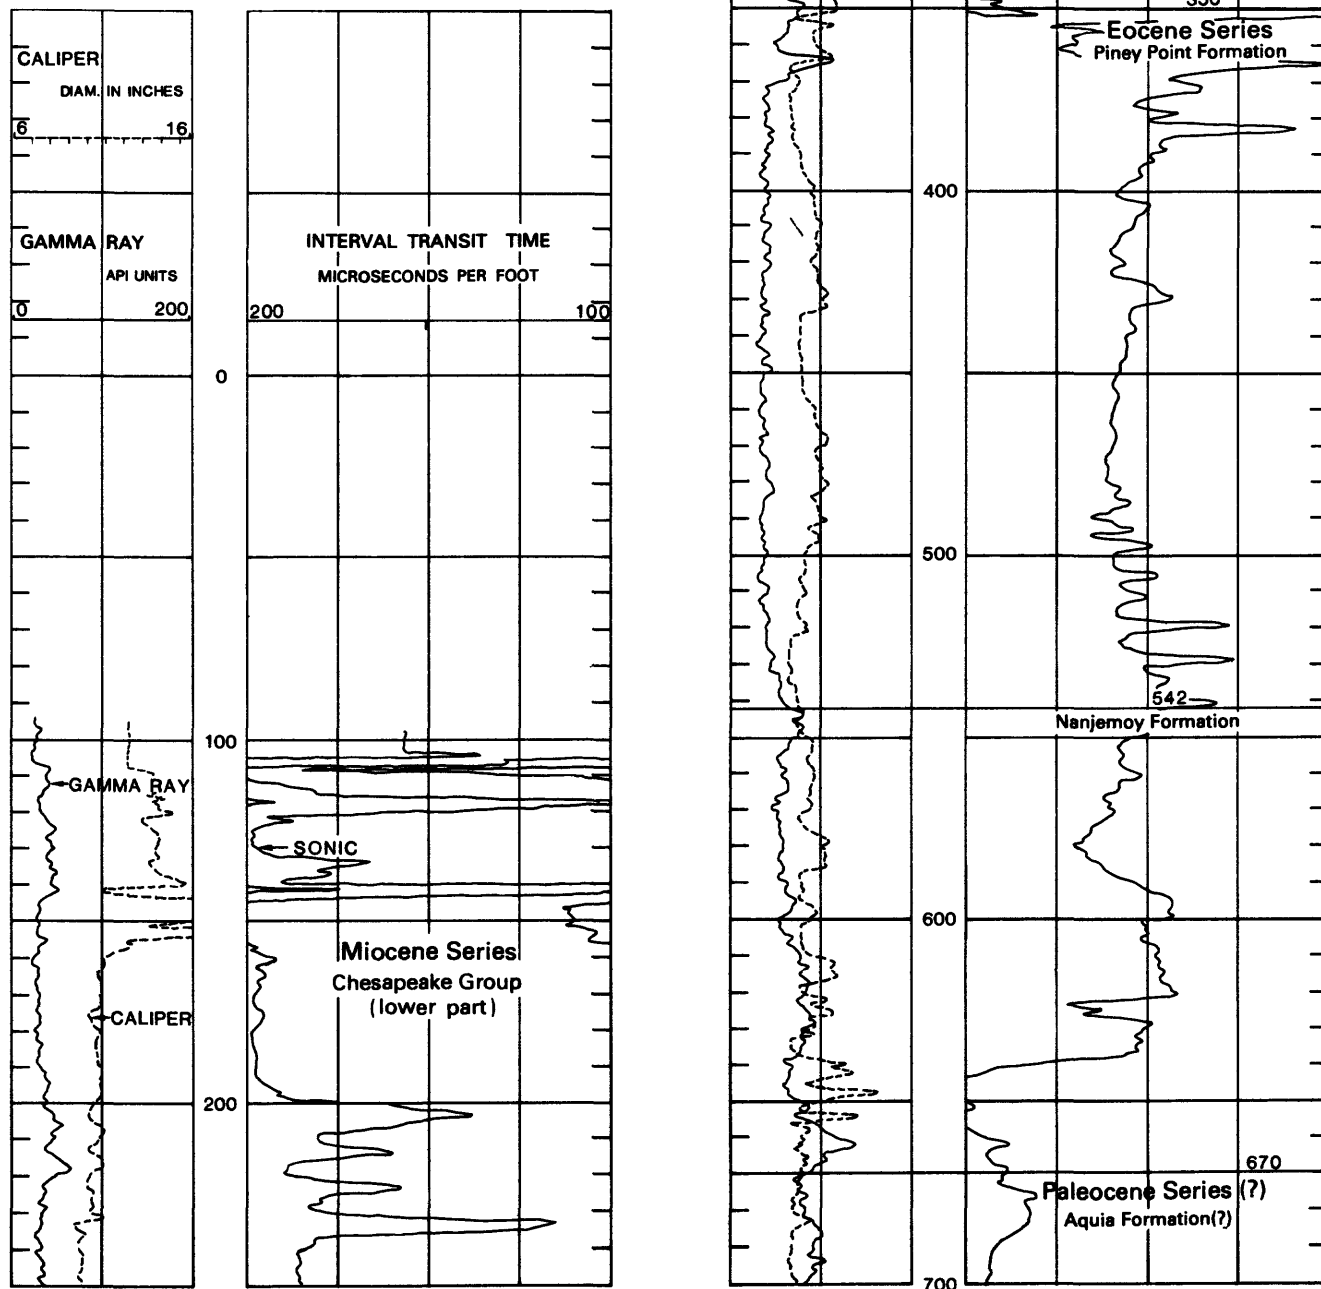 CALIPER
DIAM. IN INCHES
6 16
GAMMA RAY
API UNITS
0 200
INTERVAL TRANSIT TIME
MICROSECONDS PER FOOT
200 100
0
100
GAMMA RAY
SONIC
Miocene Series
Chesapeake Group
(lower part)
CALIPER
200
Eocene Series
Piney Point Formation
400
500
542
Nanjemoy Formation
600
670
Paleocene Series (?)
Aquia Formation(?)
700